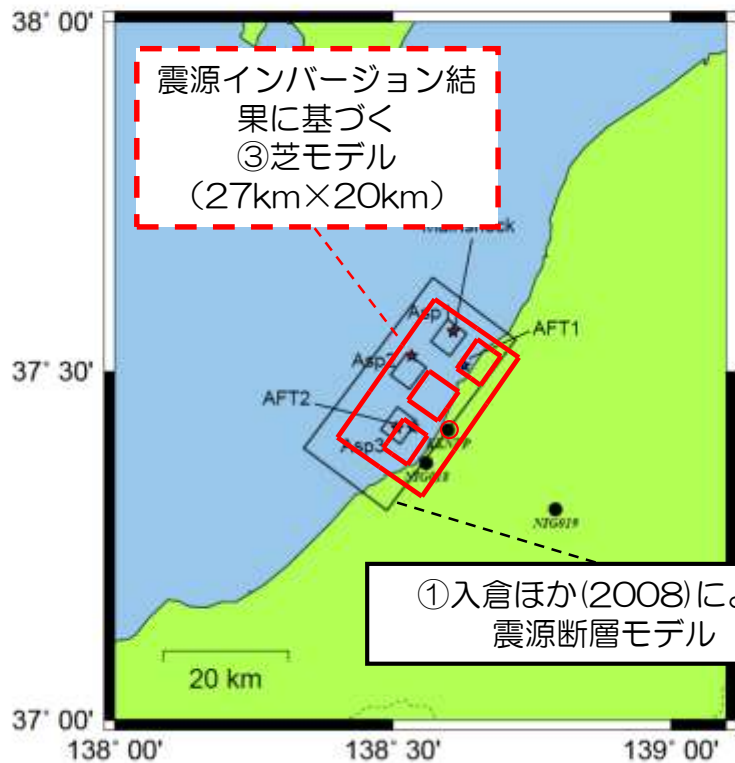 38° 00'
震源インバージョン結
果に基づく
③芝モデル
(27km×20km)
Mainshock
Asp1
AFT1
37° 30'
Asp2
AFT2
Asp3
NIG018
NIG019
①入倉ほか(2008)によ
震源断層モデル
20 km
37° 00'
138° 00'
138° 30'
139° 00'